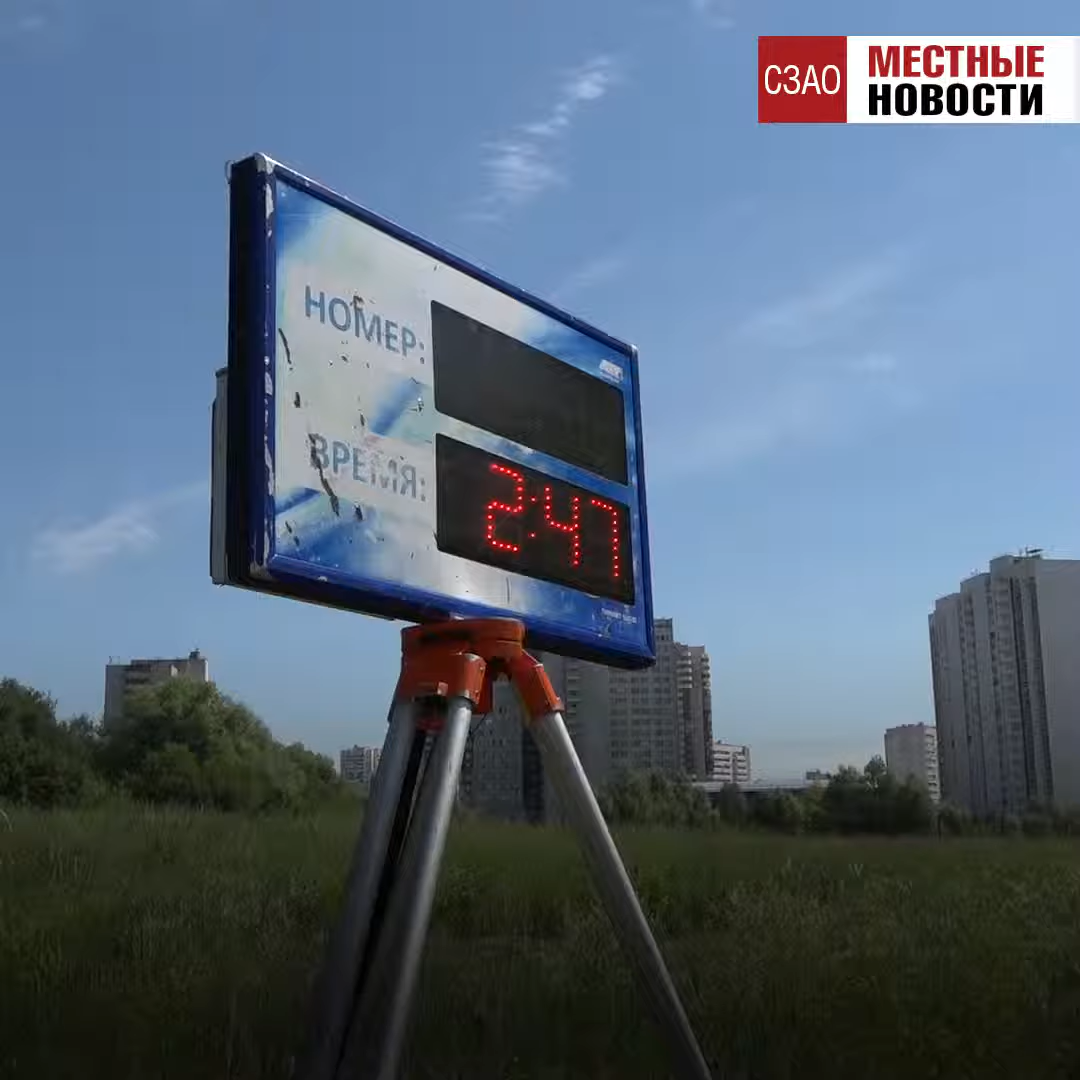 СЗАО
МЕСТНЫЕ
НОВОСТИ
НОМЕР:
ВРЕМЯ:
2:47